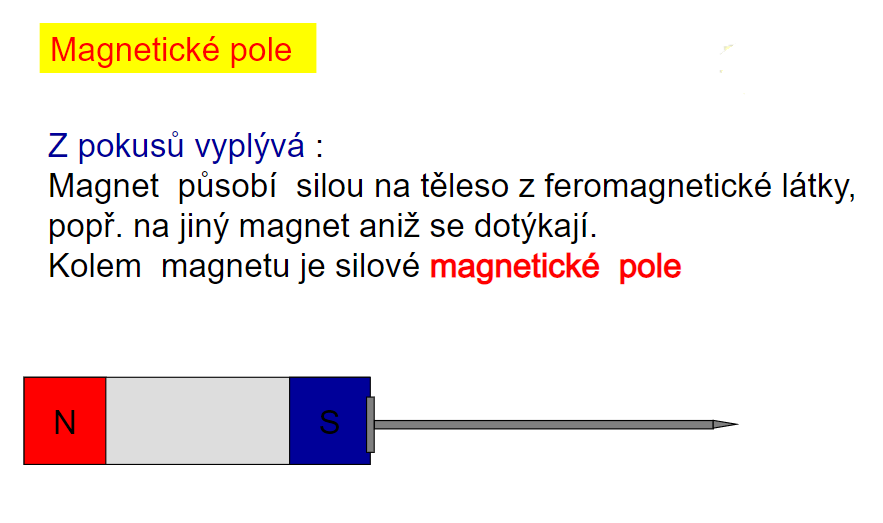 Magnetické pole
Z pokusů vyplývá :
Magnet působí silou na těleso z feromagnetické látky,
popř. na jiný magnet aniž se dotýkají.
Kolem magnetu je silové magnetické pole
N S